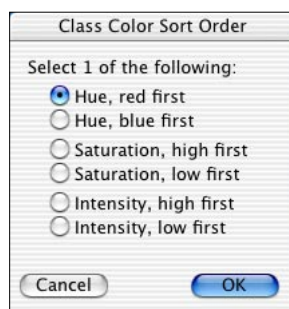 Class Color Sort Order
Select 1 of the following:
Hue, red first
Hue, blue first
Saturation, high first
Saturation, low first
Intensity, high first
Intensity, low first
Cancel OK